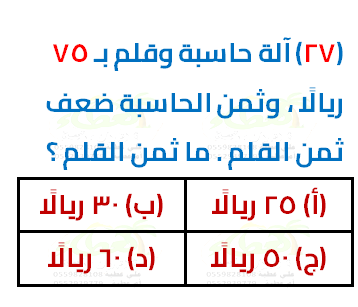 (٢٧) آلة حاسبة وقلم بـ ٧٥
ريالًا ، وثمن الحاسبة ضعف
ثمن القلم . ما ثمن القلم ؟
(أ) ٢٥ ريالًا (ب) ٣٠ ريالًا
(ج) ٥٠ ريالًا (د) ٦٠ ريالًا